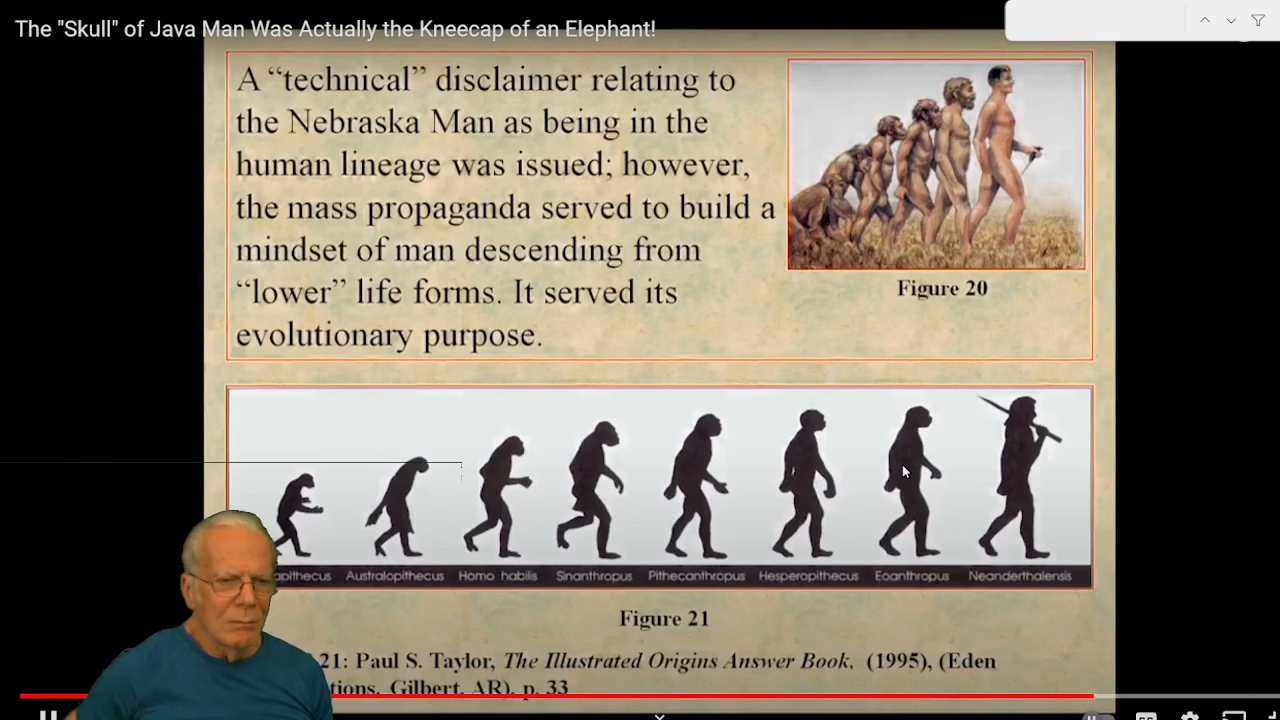 The "Skull" of Java Man Was Actually the Kneecap of an Elephant!
A “technical” disclaimer relating to
the Nebraska Man as being in the
human lineage was issued; however,
the mass propaganda served to build a
mindset of man descending from
“lower” life forms. It served its
evolutionary purpose.
Figure 20
Australopithecus Homo habilis Sinanthropus Pithecanthropus Hesperopithecus Eoanthropus Neanderthalensis
Figure 21
21: Paul S. Taylor, The Illustrated Origins Answer Book, (1995), (Eden
Gilbert, AR), p. 33